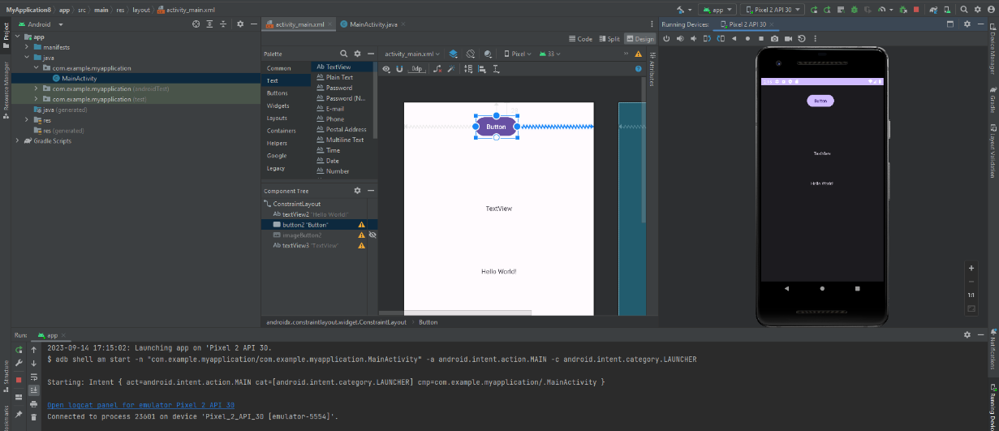 MyApplication8 app src main res layout activity_main.xml
app Pixel 2 API 30
Project
Resource Manager
Structure
Bookmarks
Android
app
manifests
java
com.example.myapplication
MainActivity
com.example.myapplication (androidTest)
com.example.myapplication (test)
java (generated)
res
res (generated)
Gradle Scripts
activity_main.xml MainActivity.java
Code Split Design
Palette
Common
Text
Buttons
Widgets
Layouts
Containers
Helpers
Google
Legacy
Ab TextView
Ab Plain Text
Ab Password
Ab Password (N...
Ab E-mail
Ab Phone
Ab Postal Address
Ab Multiline Text
Ab Time
Ab Date
Ab Number
Component Tree
ConstraintLayout
Ab textView2 "Hello World!"
button2 "Button"
imageButton2
Ab textView3 "TextView"
activity_main.xml Pixel 33
0dp
Button
TextView
Hello World!
androidx.constraintlayout.widget.ConstraintLayout Button
Attributes
Running Devices: Pixel 2 API 30
Button
TextView
Hello World!
1:1
Device Manager
Gradle
Layout Validation
Notifications
Running Devi
Run: app
2023-09-14 17:15:02: Launching app on 'Pixel 2 API 30.
$ adb shell am start -n "com.example.myapplication/com.example.myapplication.MainActivity" -a android.intent.action.MAIN -c android.intent.category.LAUNCHER
Starting: Intent { act=android.intent.action.MAIN cat=[android.intent.category.LAUNCHER] cmp=com.example.myapplication/.MainActivity }
Open logcat panel for emulator Pixel 2 API 30
Connected to process 23601 on device 'Pixel_2_API_30 [emulator-5554]'.